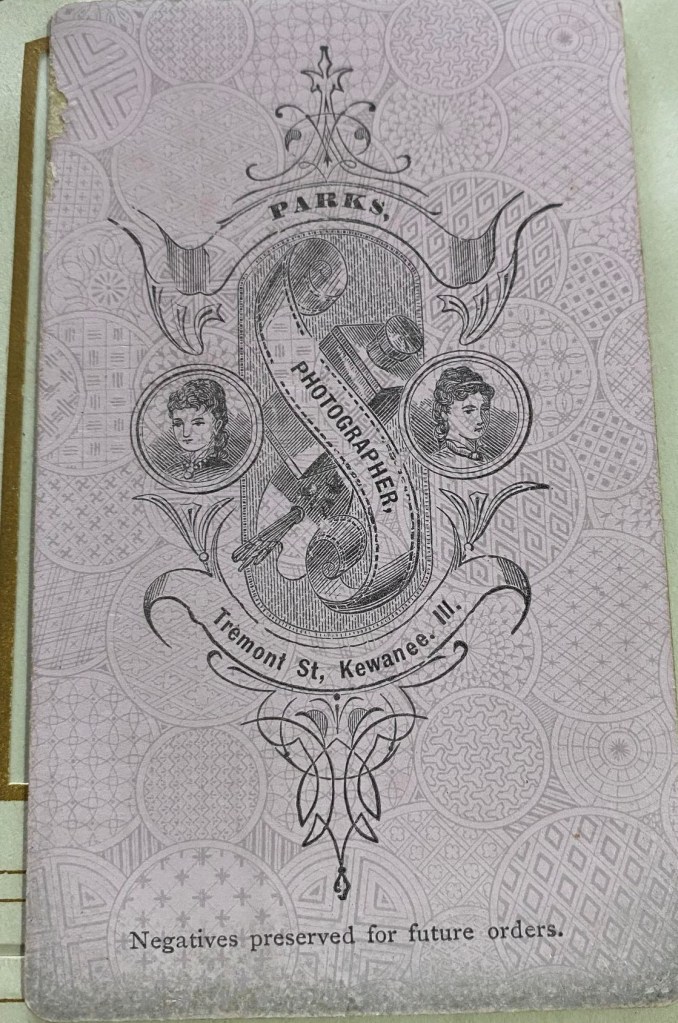 PARKS,
PHOTOGRAPHER,
Tremont St, Kewanee. Ill.
Negatives preserved for future orders.